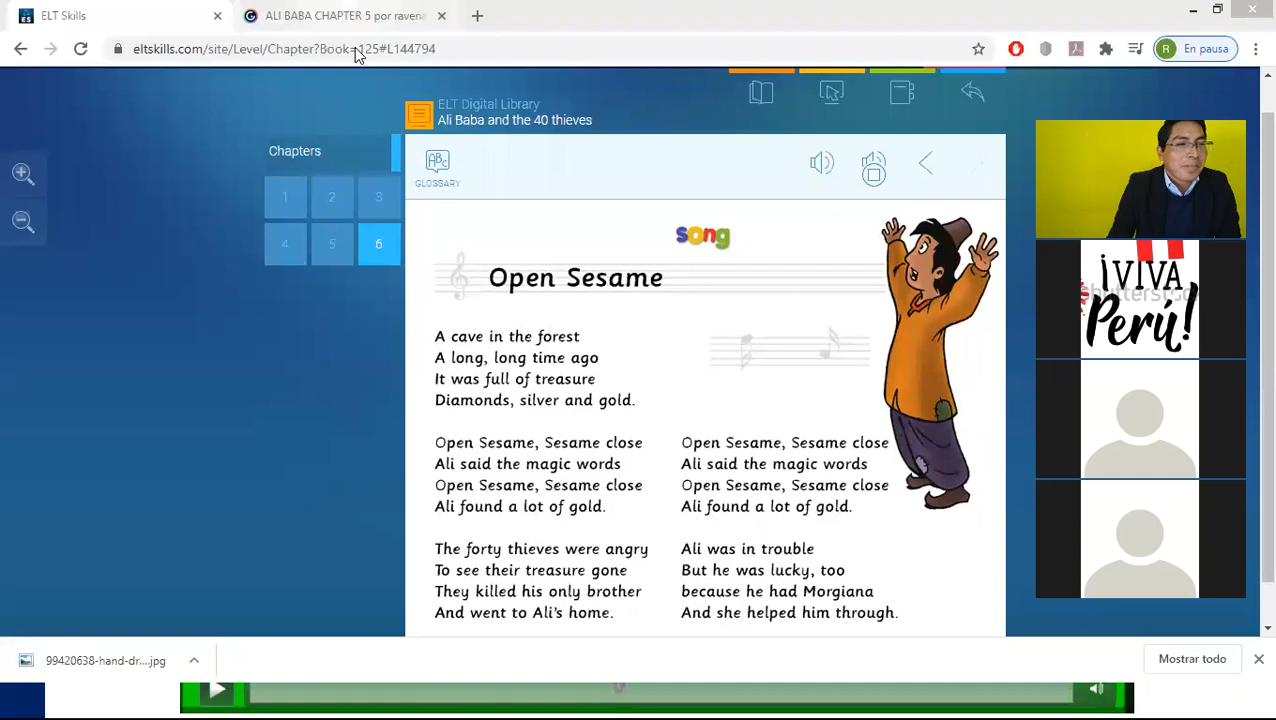 ELT Skills
ALI BABA CHAPTER 5 por ravena
eltskills.com/site/Level/Chapter?Book=125#L144794
R
En pausa
ELT Digital Library
Ali Baba and the 40 thieves
Chapters
1 2 3
4 5 6
ABc
GLOSSARY
song
Open Sesame
A cave in the forest
A long, long time ago
It was full of treasure
Diamonds, silver and gold.
Open Sesame, Sesame close
Ali said the magic words
Open Sesame, Sesame close
Ali found a lot of gold.
The forty thieves were angry
To see their treasure gone
They killed his only brother
And went to Ali's home.
Open Sesame, Sesame close
Ali said the magic words
Open Sesame, Sesame close
Ali found a lot of gold.
Ali was in trouble
But he was lucky, too
because he had Morgiana
And she helped him through.
¡VIVA
Perú!
99420638-hand-dr....jpg
Mostrar todo